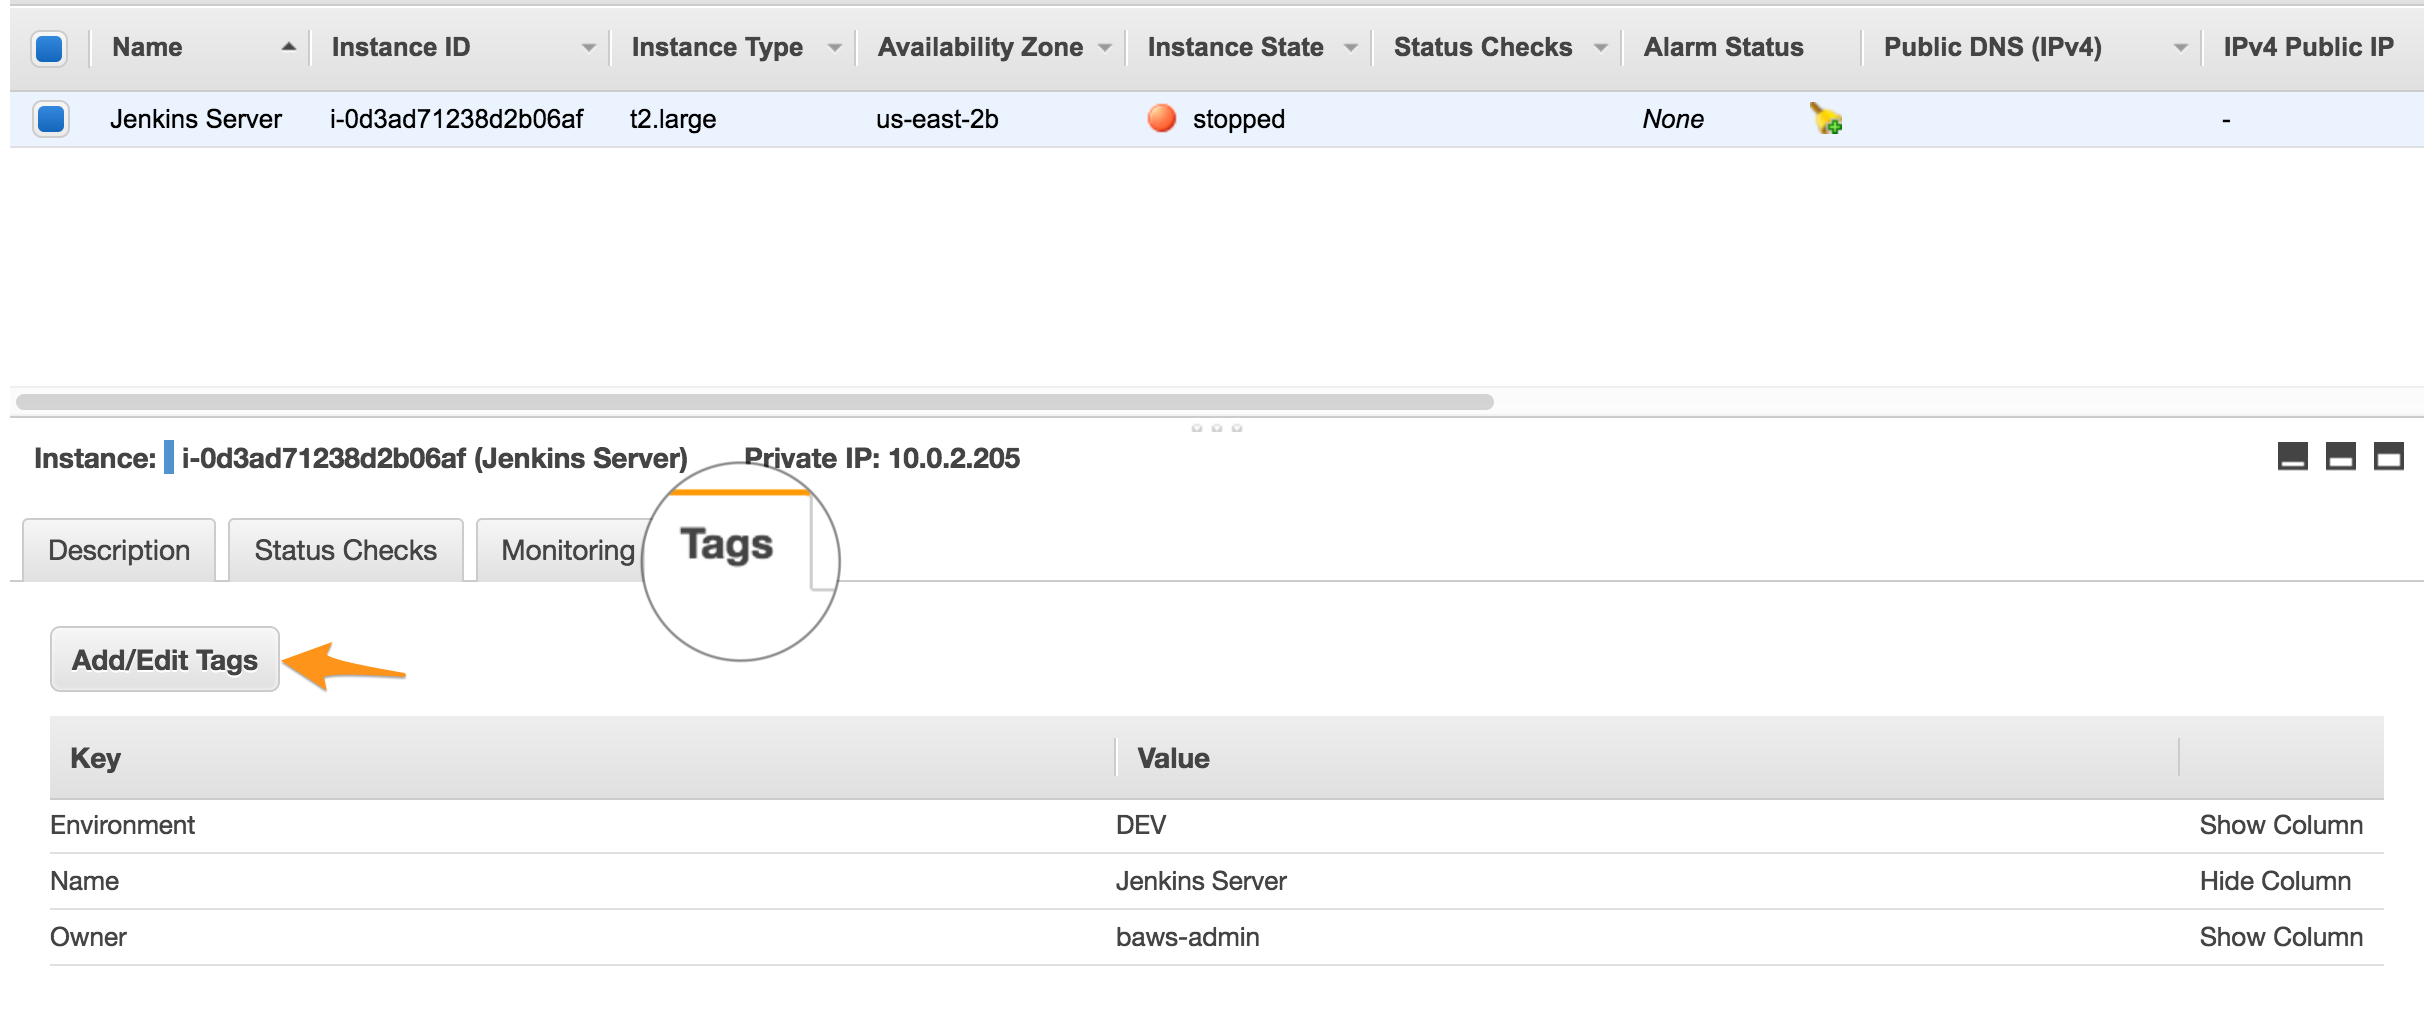 Name Instance ID Instance Type Availability Zone Instance State Status Checks Alarm Status Public DNS (IPv4) IPv4 Public IP
Jenkins Server i-0d3ad71238d2b06af t2.large us-east-2b stopped None -
Instance: i-0d3ad71238d2b06af (Jenkins Server) Private IP: 10.0.2.205
Description Status Checks Monitoring Tags
Add/Edit Tags
Key Value
Environment DEV Show Column
Name Jenkins Server Hide Column
Owner baws-admin Show Column